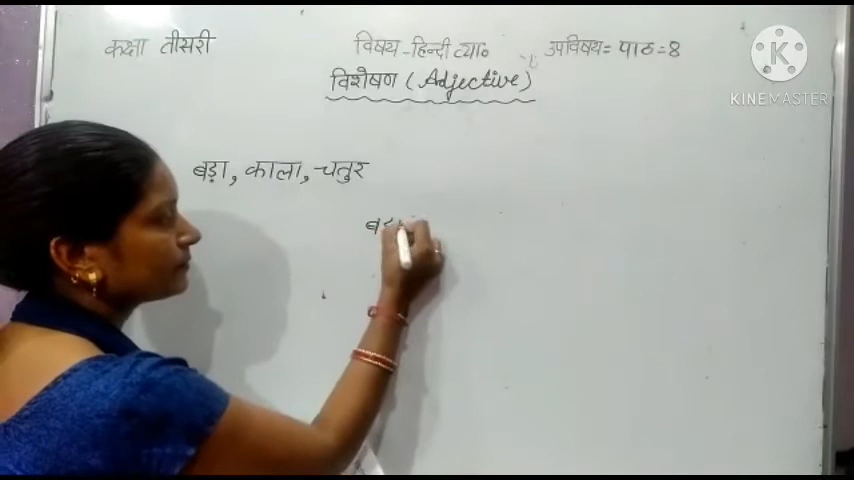 कक्षा तीसरी विषय -हिन्दी व्या० उपविषय= पाठ=8
विशेषण (Adjective)
बड़ा, काला, चतुर
KINEMASTER